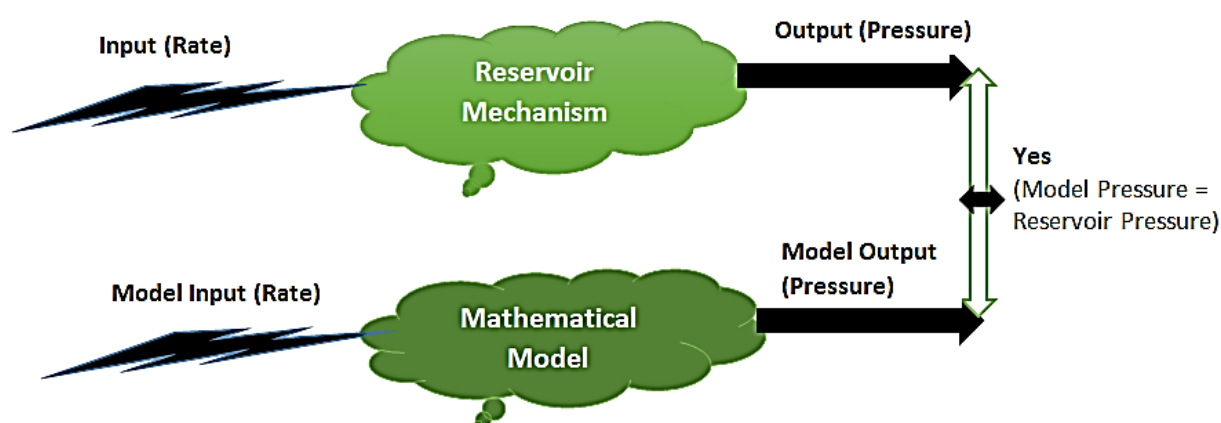 Input (Rate)
Reservoir
Mechanism
Output (Pressure)
Yes
(Model Pressure =
Reservoir Pressure)
Model Input (Rate)
Mathematical
Model
Model Output
(Pressure)